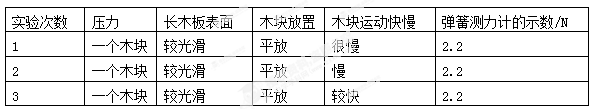 实验次数 压力 长木板表面 木块放置 木块运动快慢 弹簧测力计的示数/N
1 一个木块 较光滑 平放 很慢 2.2
2 一个木块 较光滑 平放 慢 2.2
3 一个木块 较光滑 平放 较快 2.2